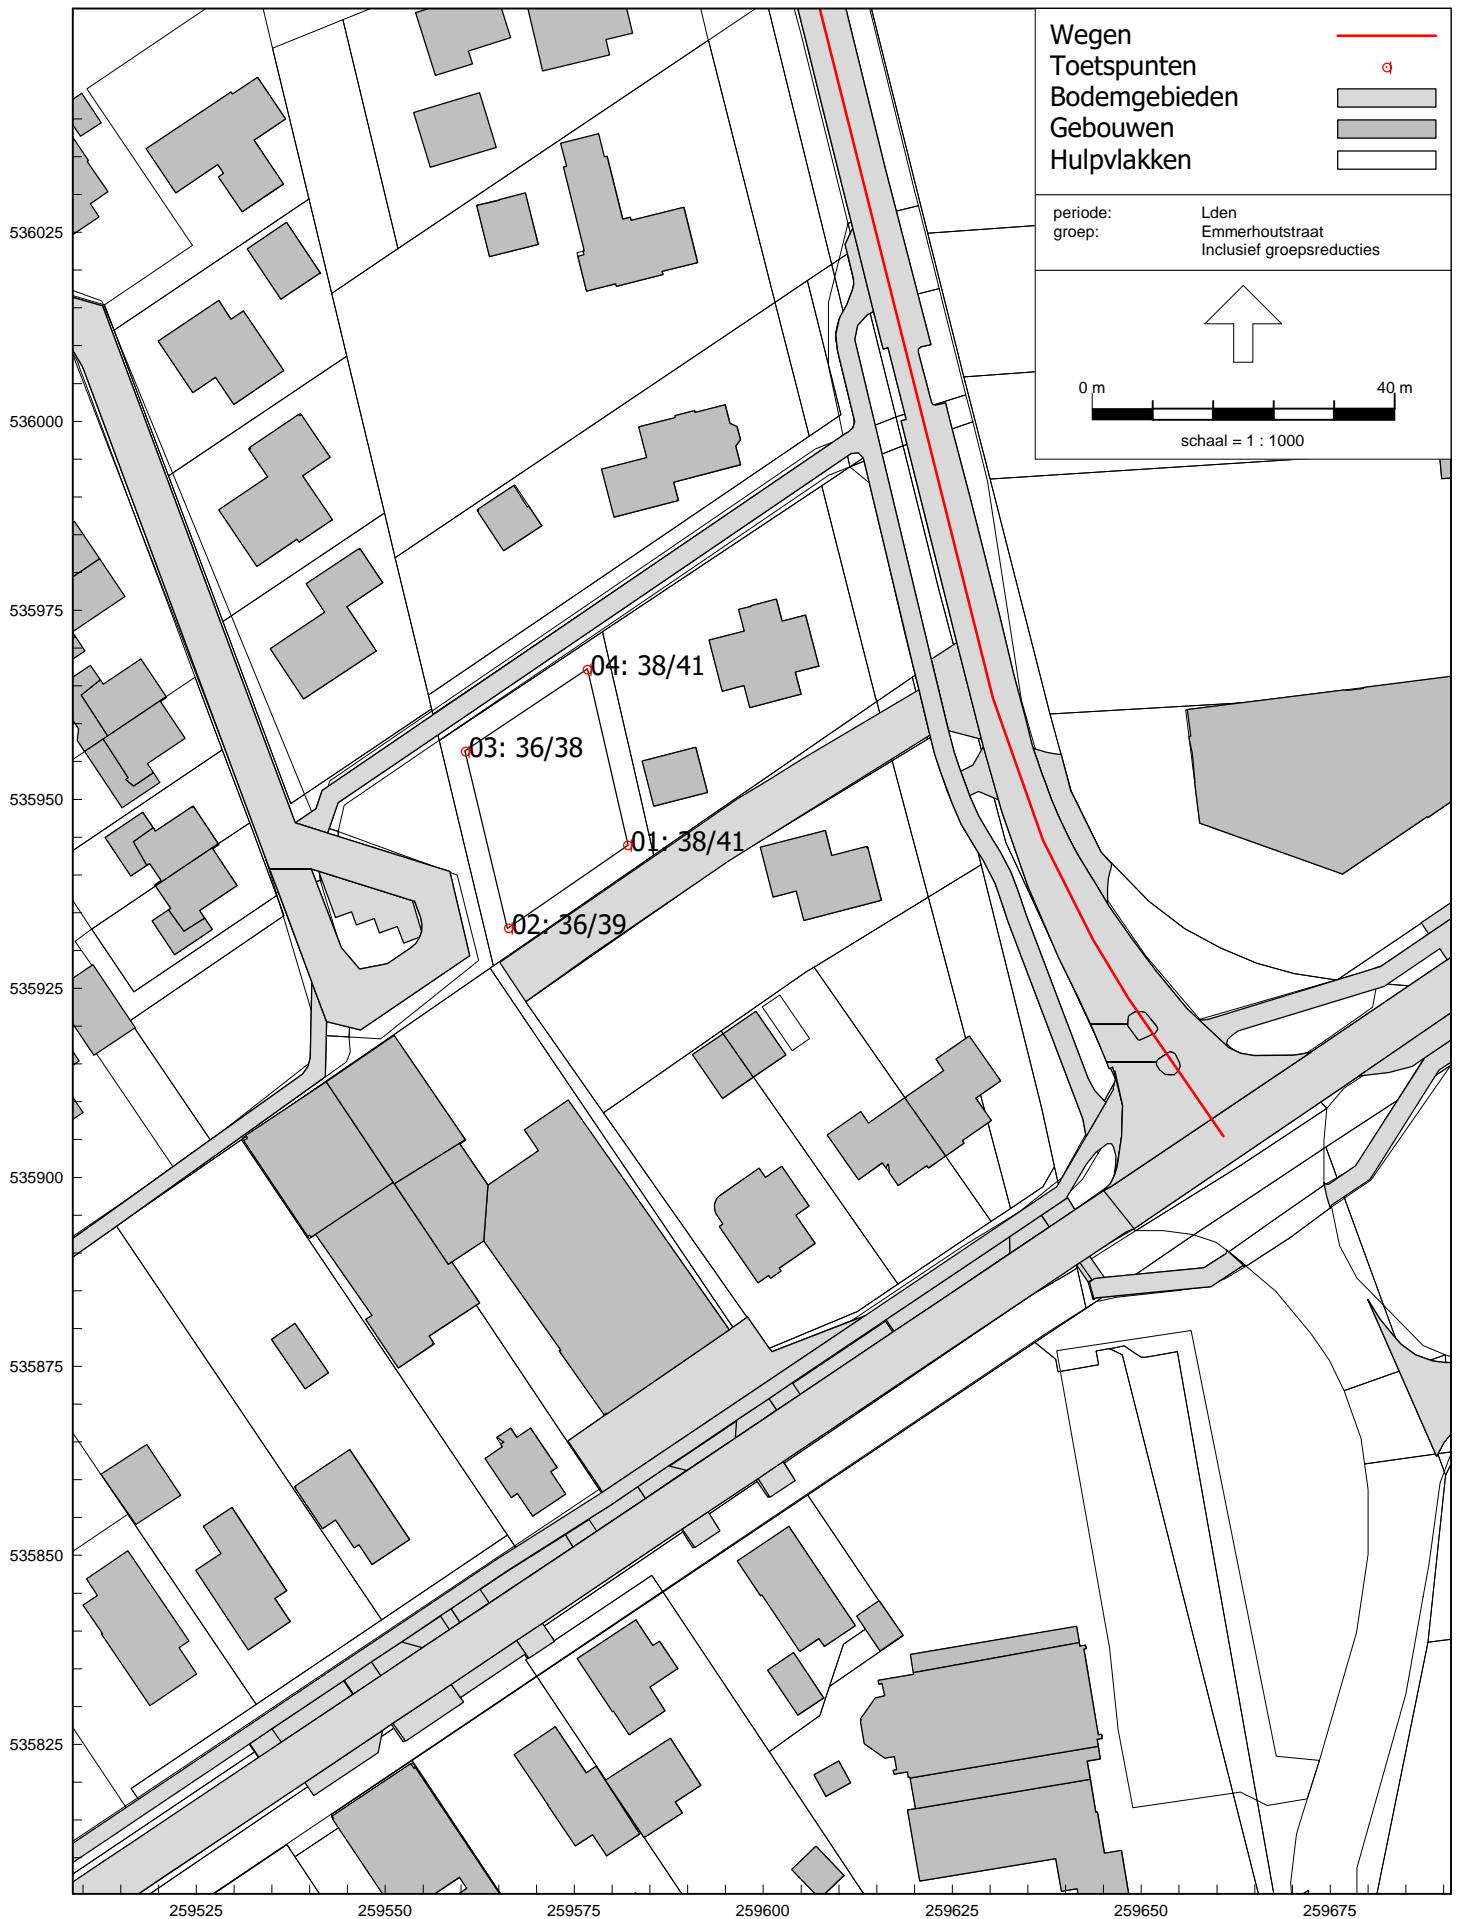 Wegen
Toetspunten
Bodemgebieden
Gebouwen
Hulpvlakken
periode: Lden
groep: Emmerhoutstraat
Inclusief groepsreducties
0 m 40 m
schaal = 1 : 1000
536025
536000
535975
535950
535925
535900
535875
535850
535825
04: 38/41
03: 36/38
01: 38/41
02: 36/39
259525 259550 259575 259600 259625 259650 259675